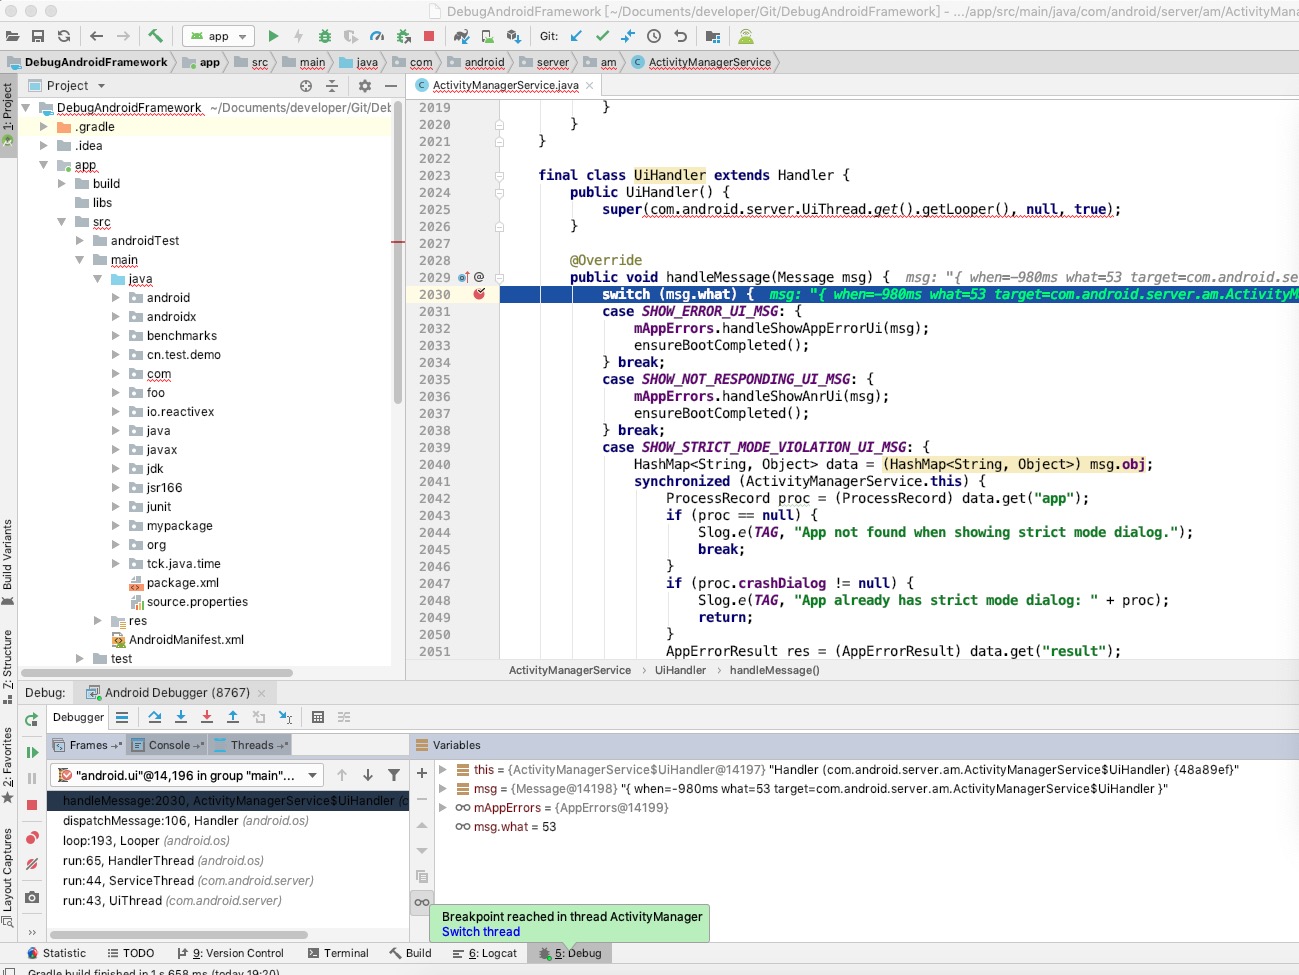 DebugAndroidFramework [~/Documents/developer/Git/DebugAndroidFramework] - .../app/src/main/java/com/android/server/am/ActivityMana
app
Git:
DebugAndroidFramework
app
src
main
java
com
android
server
am
ActivityManagerService
1: Project
Project
ActivityManagerService.java
DebugAndroidFramework ~/Documents/developer/Git/Deb
.gradle
.idea
app
build
libs
src
androidTest
main
java
android
androidx
benchmarks
cn.test.demo
com
foo
io.reactivex
java
javax
jdk
jsr166
junit
mypackage
org
tck.java.time
package.xml
source.properties
res
AndroidManifest.xml
test
Build Variants
Z: Structure
2: Favorites
Layout Captures
2019 }
2020 }
2021 }
2022
2023 final class UiHandler extends Handler {
2024 public UiHandler() {
2025 super(com.android.server.UiThread.get().getLooper(), null, true);
2026 }
2027
2028 @Override
2029 @ public void handleMessage(Message msg) { msg: "{ when=-980ms what=53 target=com.android.se
2030 switch (msg.what) { msg: "{ when=-980ms what=53 target=com.android.server.am.ActivityM
2031 case SHOW_ERROR_UI_MSG: {
2032 mAppErrors.handleShowAppErrorUi(msg);
2033 ensureBootCompleted();
2034 } break;
2035 case SHOW_NOT_RESPONDING_UI_MSG: {
2036 mAppErrors.handleShowAnrUi(msg);
2037 ensureBootCompleted();
2038 } break;
2039 case SHOW_STRICT_MODE_VIOLATION_UI_MSG: {
2040 HashMap<String, Object> data = (HashMap<String, Object>) msg.obj;
2041 synchronized (ActivityManagerService.this) {
2042 ProcessRecord proc = (ProcessRecord) data.get("app");
2043 if (proc == null) {
2044 Slog.e(TAG, "App not found when showing strict mode dialog.");
2045 break;
2046 }
2047 if (proc.crashDialog != null) {
2048 Slog.e(TAG, "App already has strict mode dialog: " + proc);
2049 return;
2050 }
2051 AppErrorResult res = (AppErrorResult) data.get("result");
ActivityManagerService > UiHandler > handleMessage()
Debug: Android Debugger (8767)
Debugger
Frames
Console
Threads
Variables
"android.ui"@14,196 in group "main"...
handleMessage:2030, ActivityManagerService$UiHandler (c
dispatchMessage:106, Handler (android.os)
loop:193, Looper (android.os)
run:65, HandlerThread (android.os)
run:44, ServiceThread (com.android.server)
run:43, UiThread (com.android.server)
this = {ActivityManagerService$UiHandler@14197} "Handler (com.android.server.am.ActivityManagerService$UiHandler) {48a89ef}"
msg = {Message@14198} "{ when=-980ms what=53 target=com.android.server.am.ActivityManagerService$UiHandler }"
mAppErrors = {AppErrors@14199}
msg.what = 53
Breakpoint reached in thread ActivityManager
Switch thread
Statistic
TODO
9: Version Control
Terminal
Build
6: Logcat
5: Debug
Gradle build finished in 1 s 658 ms (today 19:20)